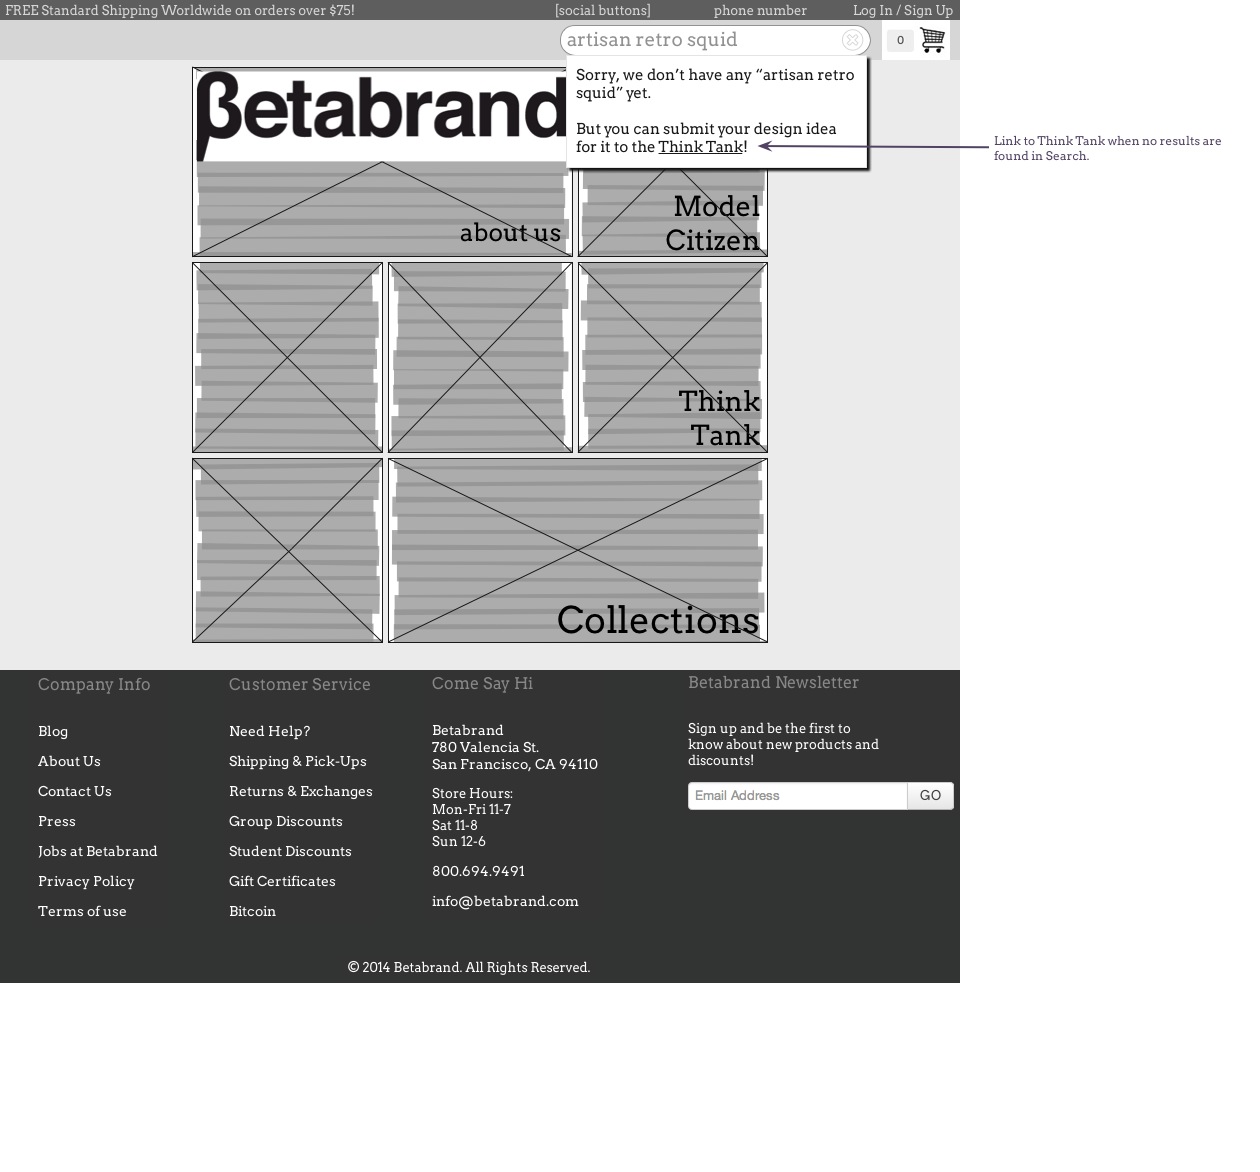 FREE Standard Shipping Worldwide on orders over $75!
[social buttons]
phone number
Log In / Sign Up
artisan retro squid
0
Sorry, we don’t have any “artisan retro
squid” yet.
But you can submit your design idea
for it to the Think Tank!
Link to Think Tank when no results are
found in Search.
βetabrand
about us
Model
Citizen
Think
Tank
Collections
Company Info
Blog
About Us
Contact Us
Press
Jobs at Betabrand
Privacy Policy
Terms of use
Customer Service
Need Help?
Shipping & Pick-Ups
Returns & Exchanges
Group Discounts
Student Discounts
Gift Certificates
Bitcoin
Come Say Hi
Betabrand
780 Valencia St.
San Francisco, CA 94110
Store Hours:
Mon-Fri 11-7
Sat 11-8
Sun 12-6
800.694.9491
info@betabrand.com
Betabrand Newsletter
Sign up and be the first to
know about new products and
discounts!
Email Address
GO
© 2014 Betabrand. All Rights Reserved.